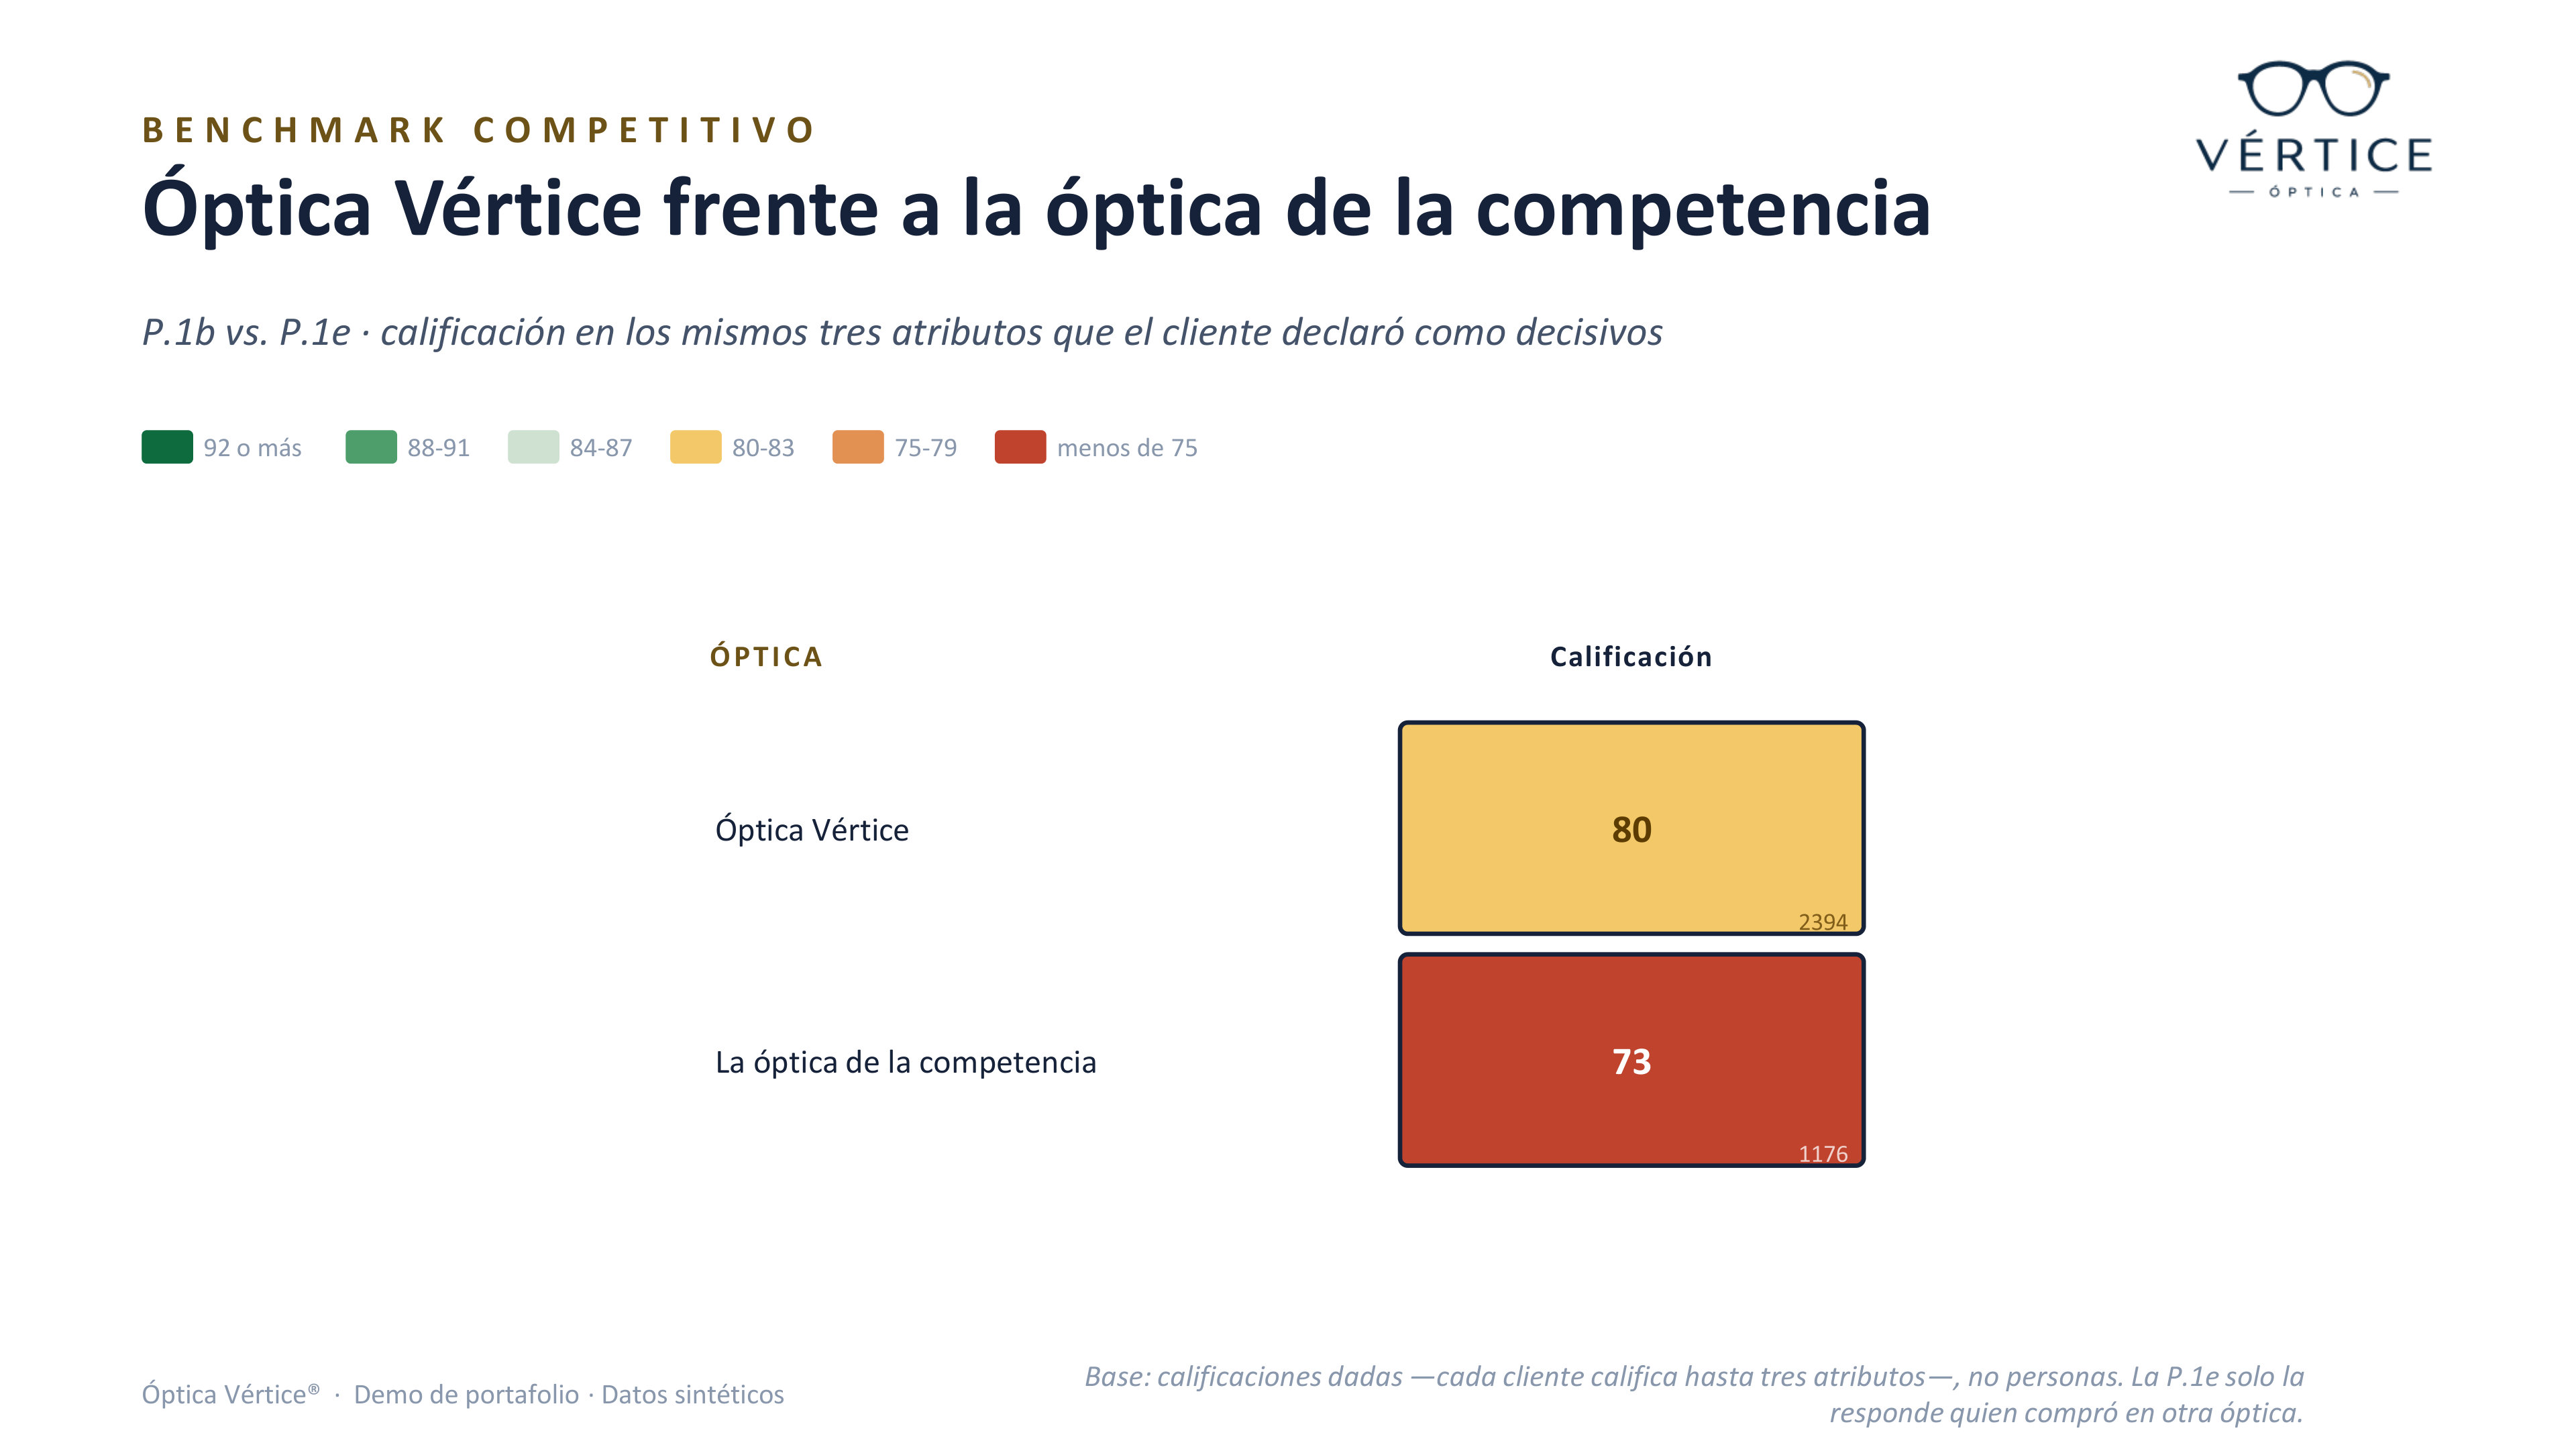 BENCHMARK COMPETITIVO
Óptica Vértice frente a la óptica de la competencia
VÉRTICE
ÓPTICA
P.1b vs. P.1e · calificación en los mismos tres atributos que el cliente declaró como decisivos
92 o más 88-91 84-87 80-83 75-79 menos de 75
ÓPTICA Calificación
Óptica Vértice 80
2394
La óptica de la competencia 73
1176
Óptica Vértice® · Demo de portafolio · Datos sintéticos
Base: calificaciones dadas —cada cliente califica hasta tres atributos—, no personas. La P.1e solo la
responde quien compró en otra óptica.